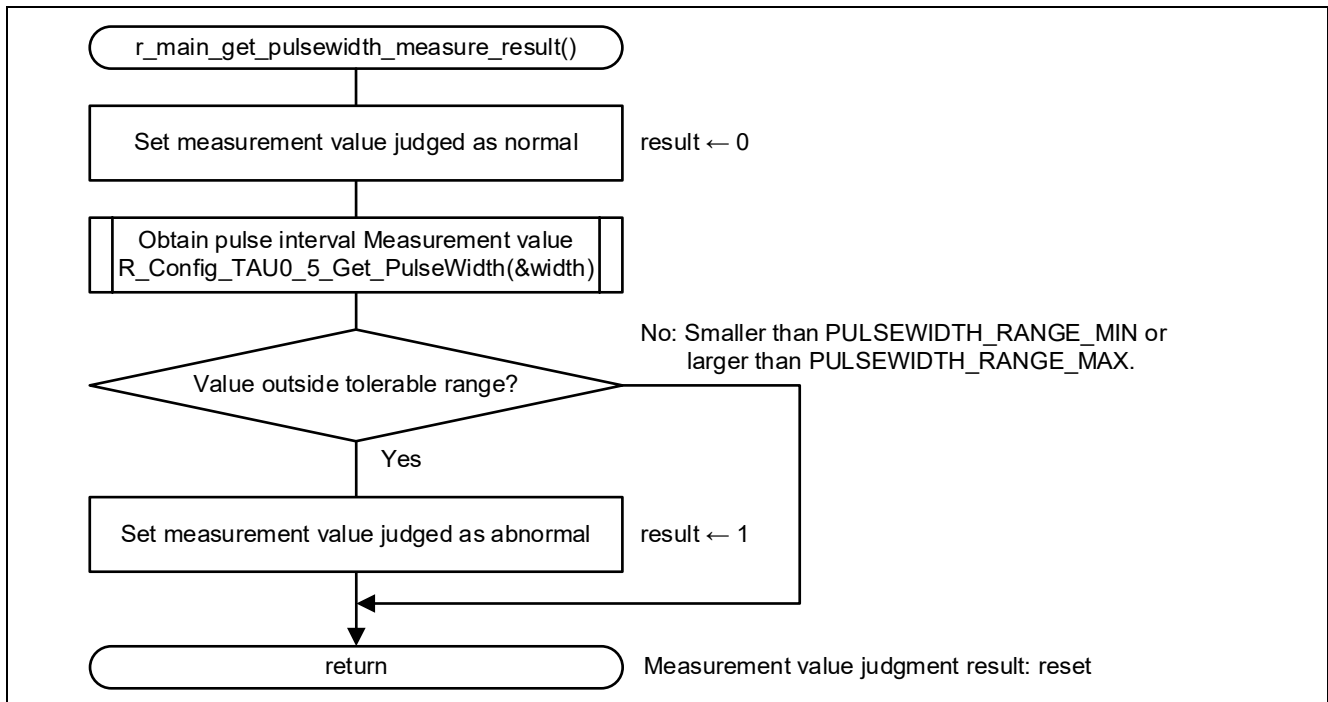 r_main_get_pulsewidth_measure_result()
Set measurement value judged as normal
result ← 0
Obtain pulse interval Measurement value
R_Config_TAU0_5_Get_PulseWidth(&width)
No: Smaller than PULSEWIDTH_RANGE_MIN or
larger than PULSEWIDTH_RANGE_MAX.
Value outside tolerable range?
Yes
Set measurement value judged as abnormal
result ← 1
return
Measurement value judgment result: reset